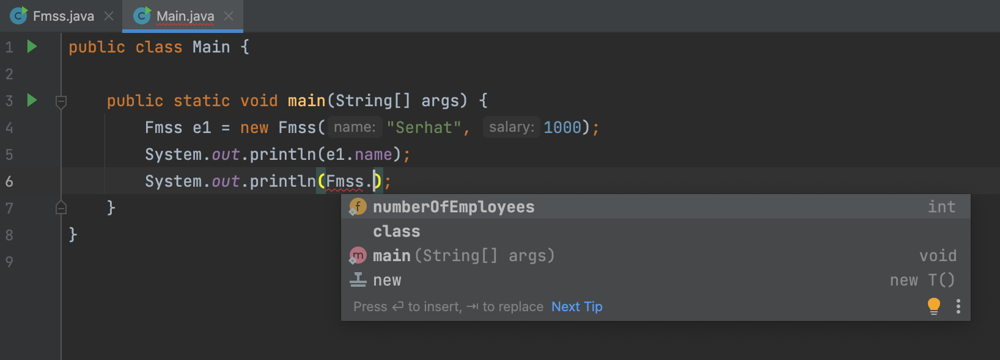 Fmss.java Main.java
1 public class Main {
2
3 public static void main(String[] args) {
4 Fmss e1 = new Fmss( name: "Serhat", salary: 1000);
5 System.out.println(e1.name);
6 System.out.println(Fmss.);
7 }
8 }
9
f numberOfEmployees int
class
m main(String[] args) void
new new T()
Press ↩ to insert, ⇥ to replace Next Tip